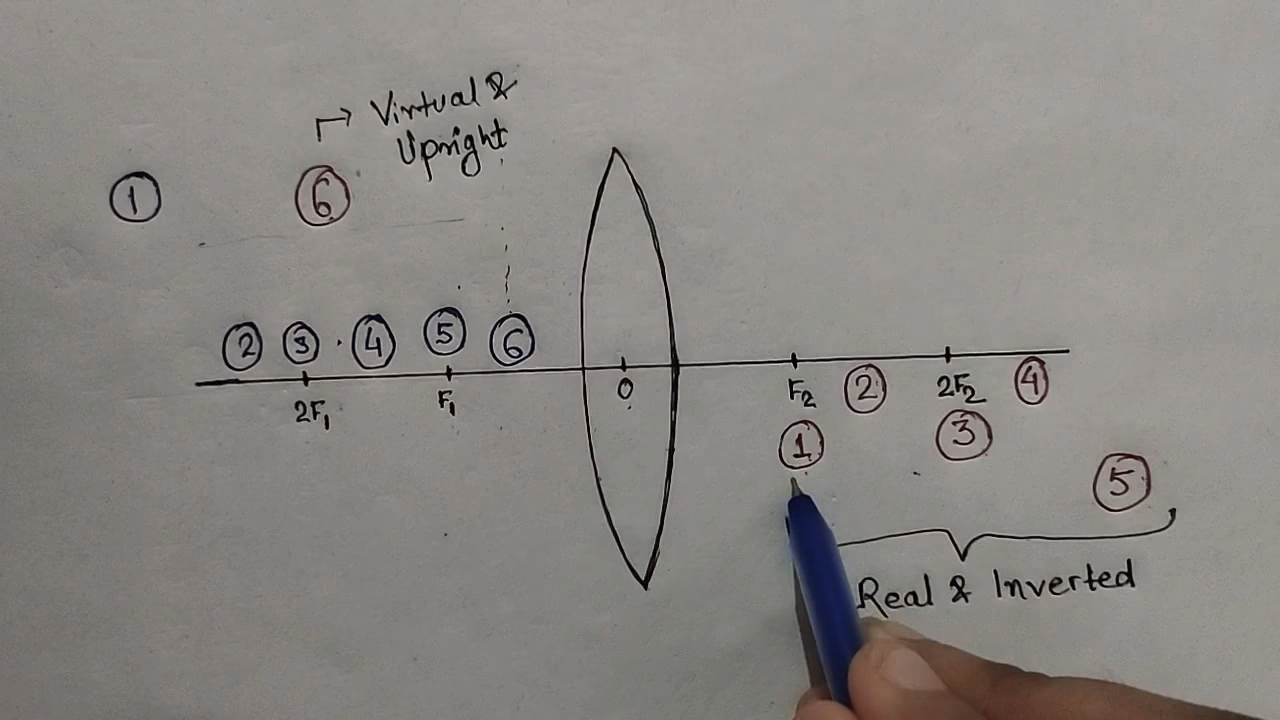 Virtual &
Upright
① ⑥
② ③ ④ ⑤ ⑥
2F₁ F₁ O F₂ ② 2F₂ ④
① ③
⑤
Real & Inverted